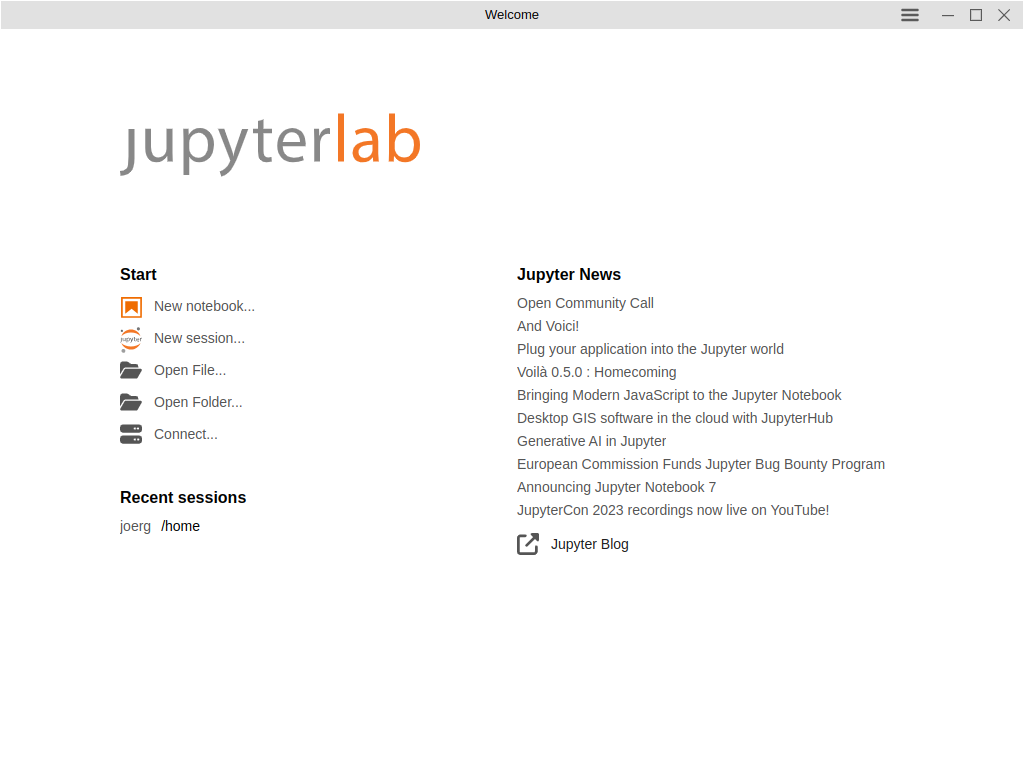 Welcome
jupyterlab
Start
New notebook...
jupyter
New session...
Open File...
Open Folder...
Connect...
Recent sessions
joerg /home
Jupyter News
Open Community Call
And Voici!
Plug your application into the Jupyter world
Voilà 0.5.0 : Homecoming
Bringing Modern JavaScript to the Jupyter Notebook
Desktop GIS software in the cloud with JupyterHub
Generative AI in Jupyter
European Commission Funds Jupyter Bug Bounty Program
Announcing Jupyter Notebook 7
JupyterCon 2023 recordings now live on YouTube!
Jupyter Blog